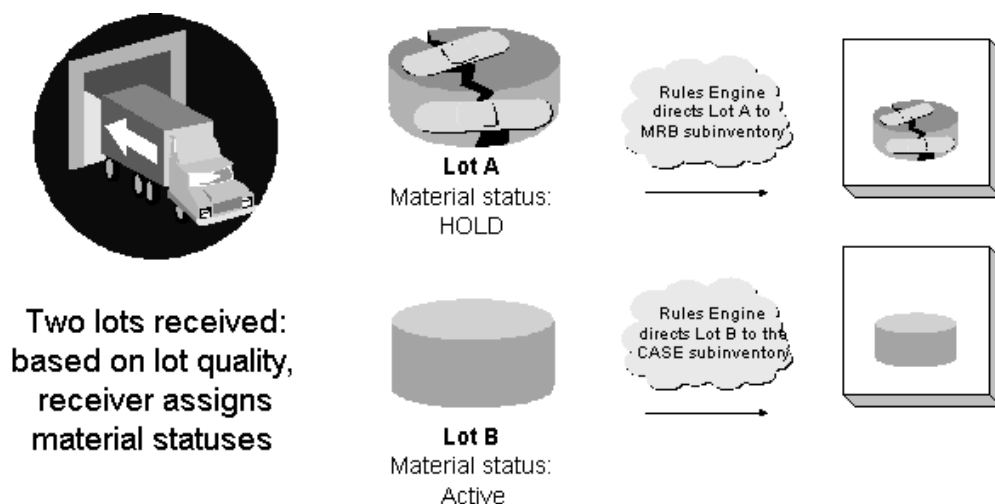 Two lots received:
based on lot quality,
receiver assigns
material statuses
Lot A
Material status:
HOLD
Rules Engine
directs Lot A to
MRB subinventory
Lot B
Material status:
Active
Rules Engine
directs Lot B to the
CASE subinventory